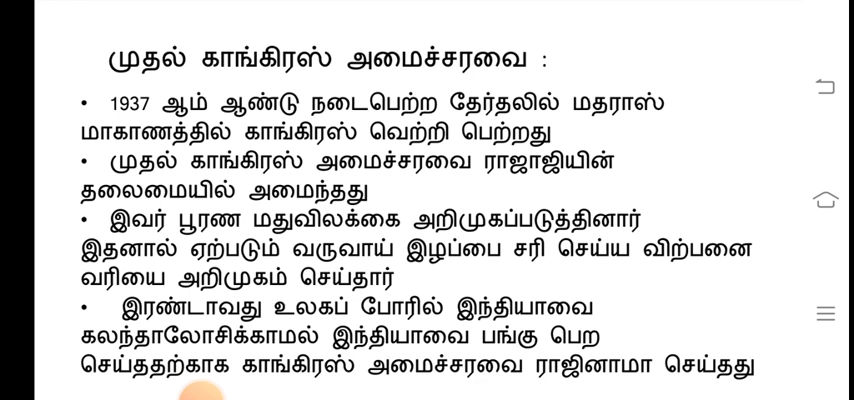 முதல் காங்கிரஸ் அமைச்சரவை :
• 1937 ஆம் ஆண்டு நடைபெற்ற தேர்தலில் மதராஸ்
மாகாணத்தில் காங்கிரஸ் வெற்றி பெற்றது
• முதல் காங்கிரஸ் அமைச்சரவை ராஜாஜியின்
தலைமையில் அமைந்தது
• இவர் பூரண மதுவிலக்கை அறிமுகப்படுத்தினார்
இதனால் ஏற்படும் வருவாய் இழப்பை சரி செய்ய விற்பனை
வரியை அறிமுகம் செய்தார்
• இரண்டாவது உலகப் போரில் இந்தியாவை
கலந்தாலோசிக்காமல் இந்தியாவை பங்கு பெற
செய்ததற்காக காங்கிரஸ் அமைச்சரவை ராஜினாமா செய்தது